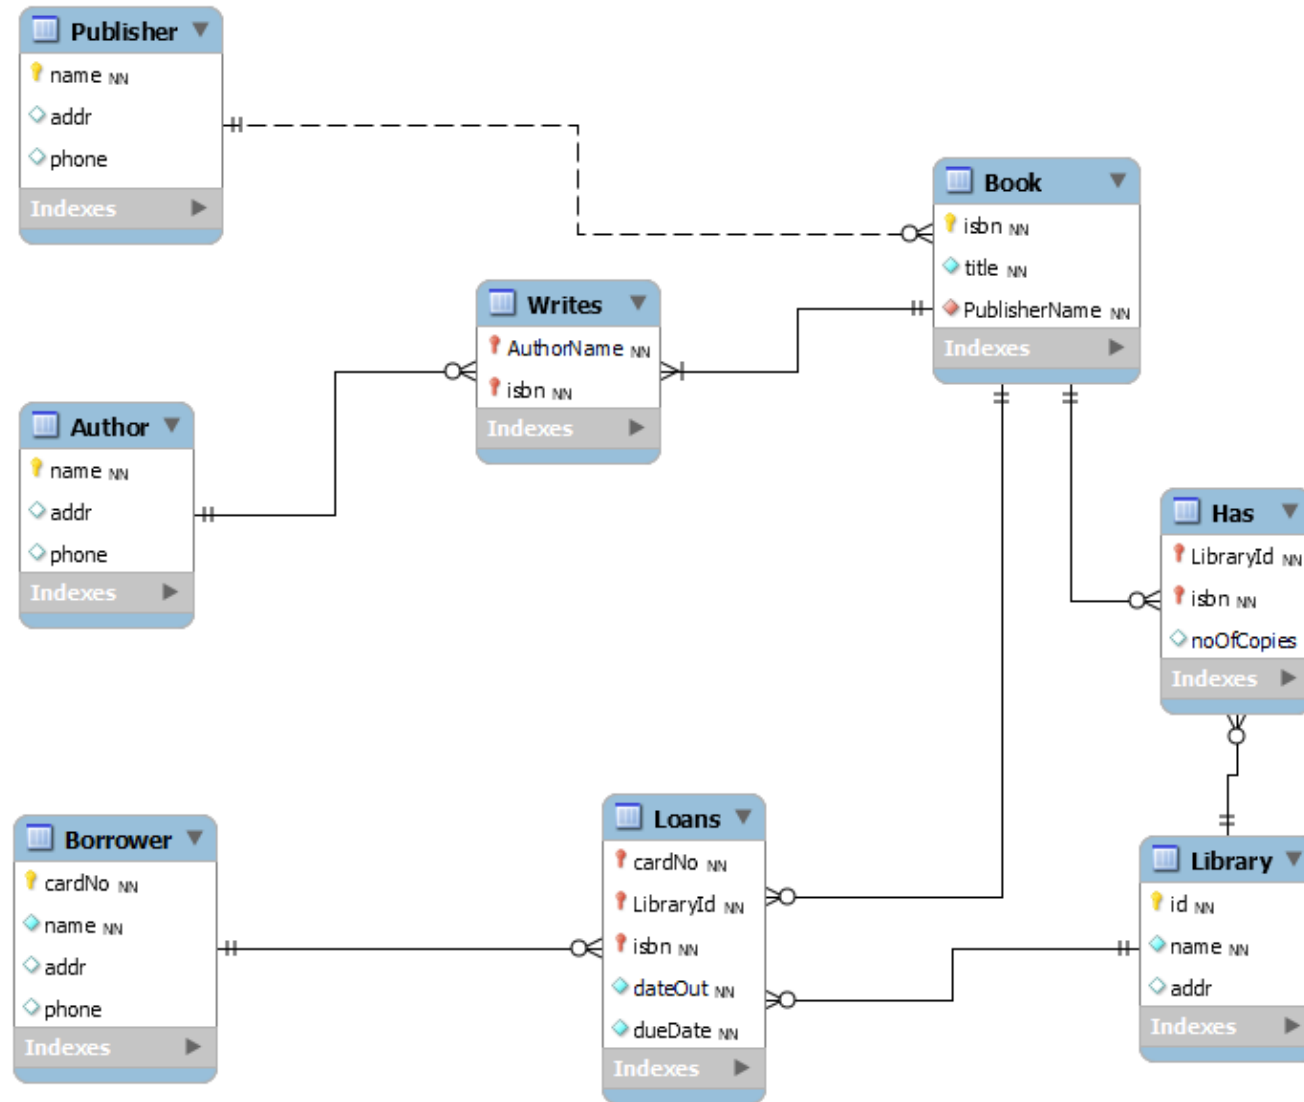 Publisher
name NN
addr
phone
Indexes
Book
isbn NN
title NN
PublisherName NN
Indexes
Writes
AuthorName NN
isbn NN
Indexes
Author
name NN
addr
phone
Indexes
Has
LibraryId NN
isbn NN
noOfCopies
Indexes
Borrower
cardNo NN
name NN
addr
phone
Indexes
Loans
cardNo NN
LibraryId NN
isbn NN
dateOut NN
dueDate NN
Indexes
Library
id NN
name NN
addr
Indexes